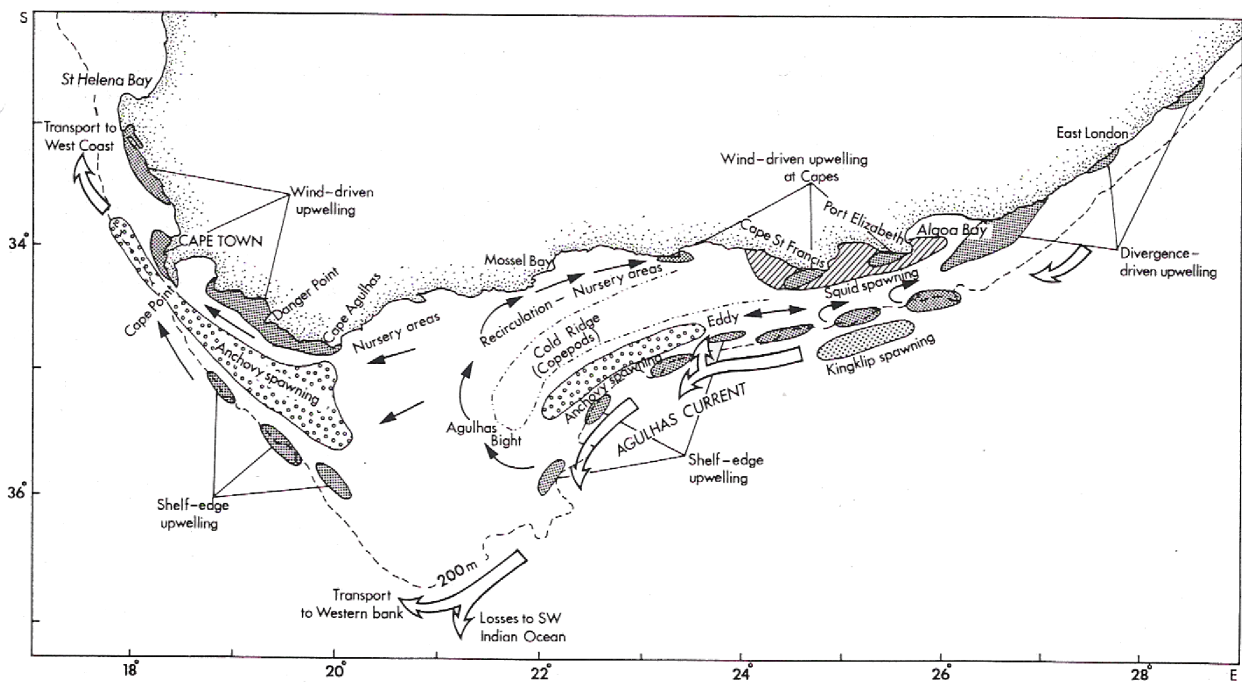 S
St Helena Bay
Transport to
West Coast
Wind-driven
upwelling
34°
CAPE TOWN
Cape Point
Danger Point
Cape Agulhas
Anchovy spawning
Nursery areas
Mossel Bay
Recirculation - Nursery areas
Cold Ridge
(Copepods)
Anchovy spawning
Eddy
Wind-driven upwelling
at Capes
Cape St Francis
Port Elizabeth
Algoa Bay
East London
Divergence-
driven upwelling
Squid spawning
Kingklip spawning
AGULHAS CURRENT
Agulhas
Bight
Shelf-edge
upwelling
36°
Shelf-edge
upwelling
200m
Transport
to Western bank
Losses to SW
Indian Ocean
18°
20°
22°
24°
26°
28°
E